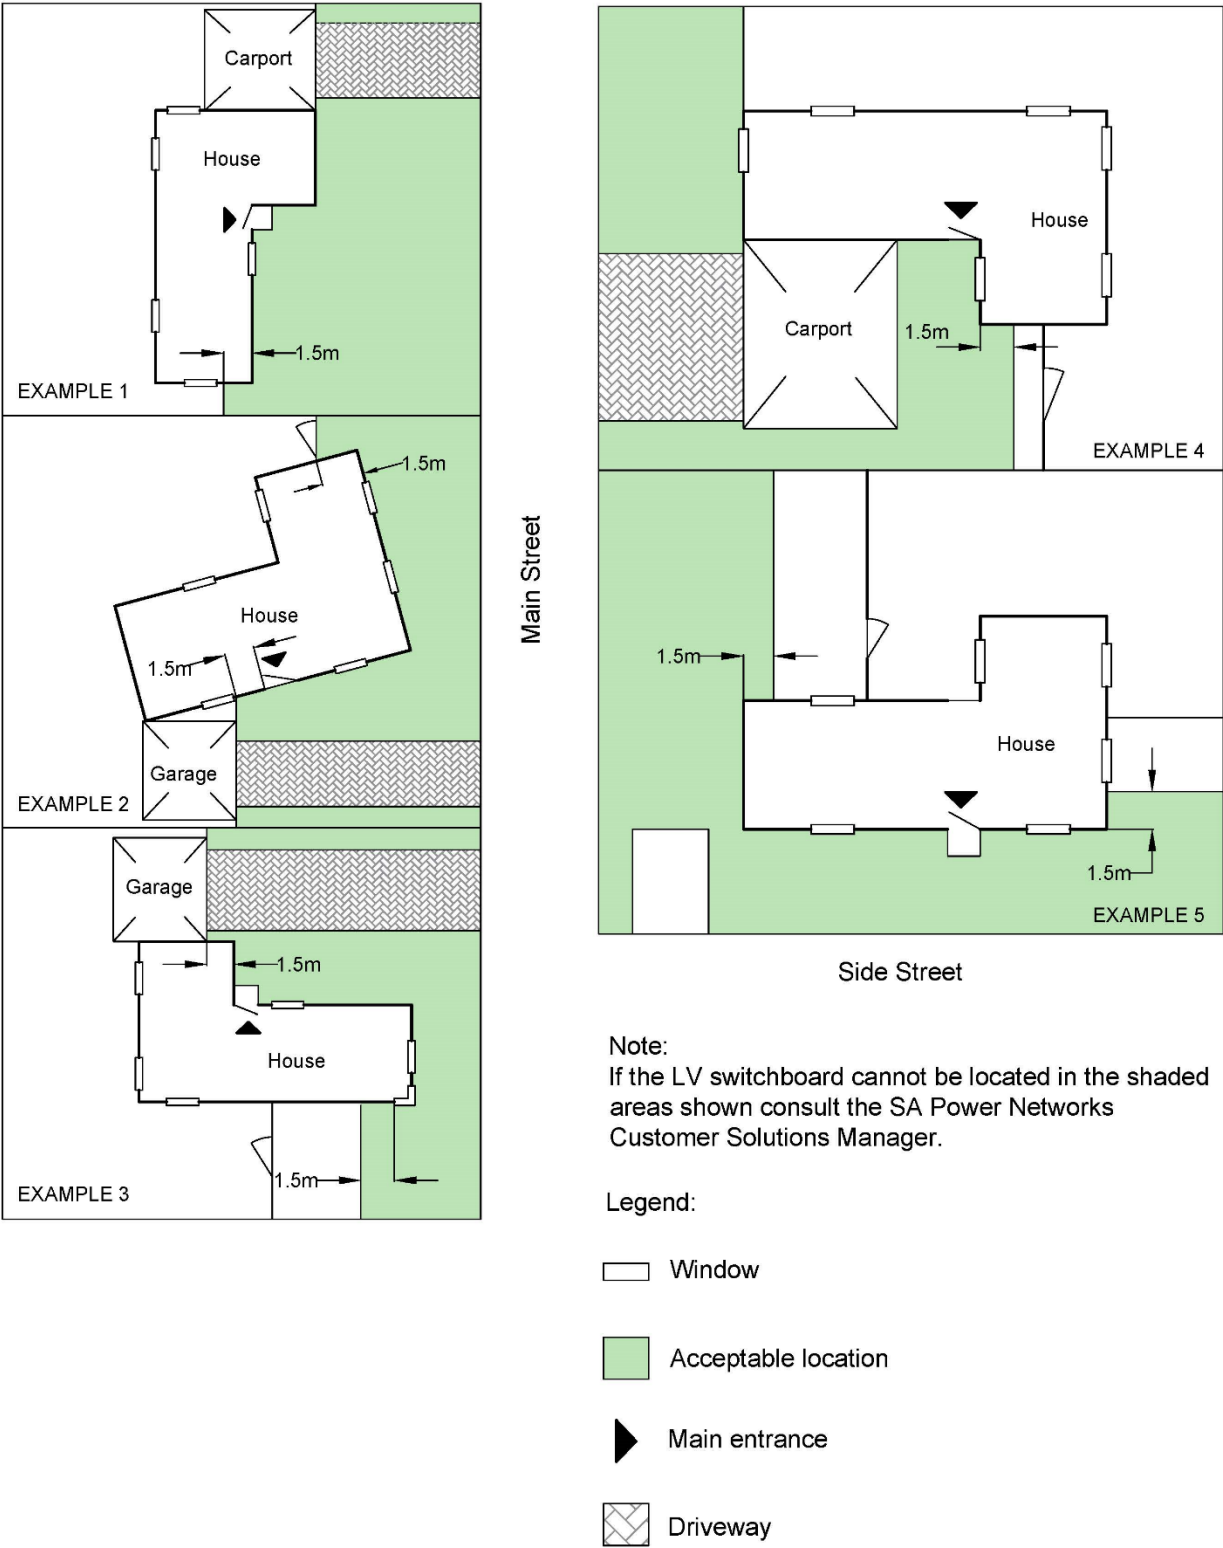 Carport
House
1.5m
EXAMPLE 1
1.5m
House
1.5m
Garage
EXAMPLE 2
Garage
1.5m
House
1.5m
EXAMPLE 3
Main Street
House
Carport
1.5m
EXAMPLE 4
1.5m
House
1.5m
EXAMPLE 5
Side Street
Note:
If the LV switchboard cannot be located in the shaded
areas shown consult the SA Power Networks
Customer Solutions Manager.
Legend:
Window
Acceptable location
Main entrance
Driveway